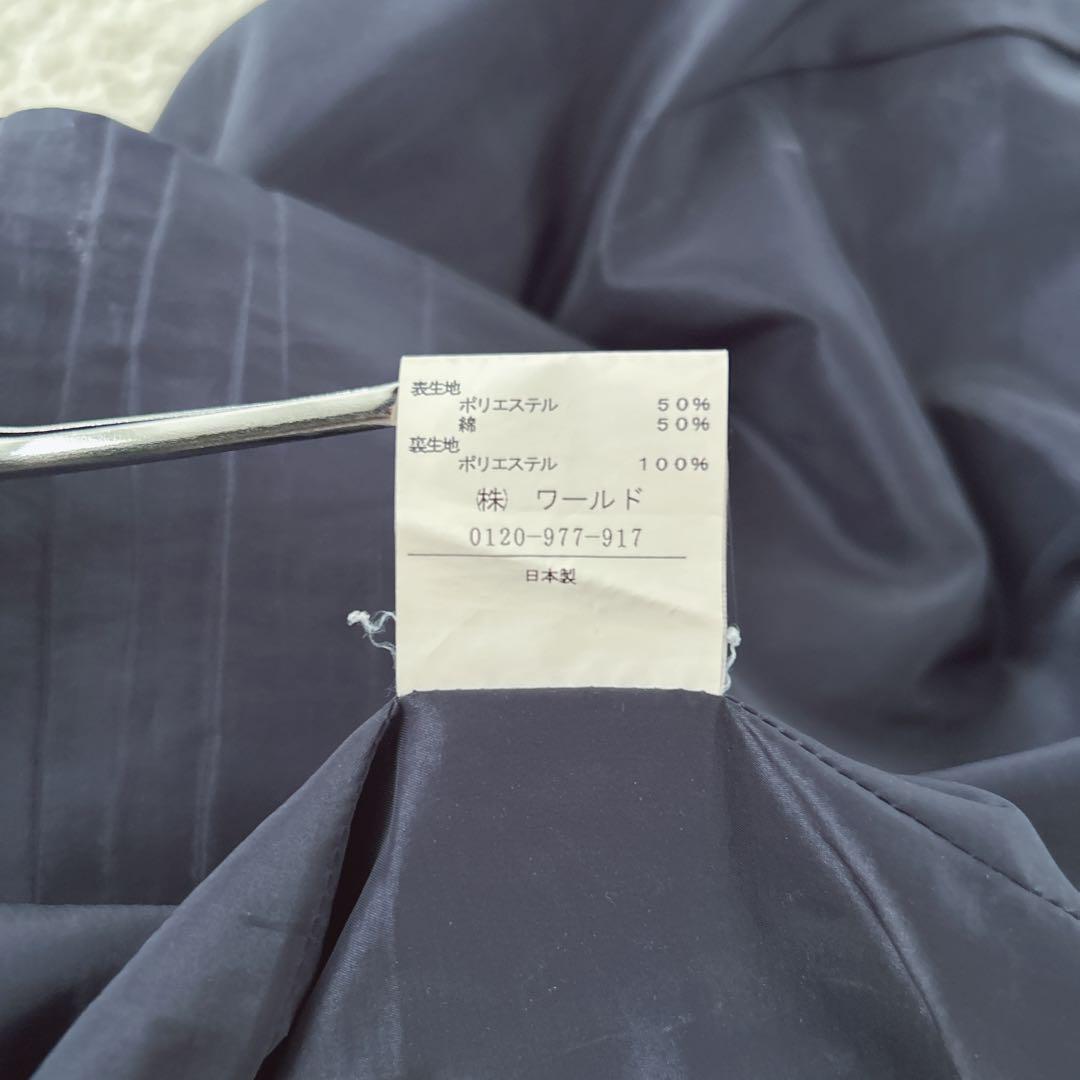 表生地
ポリエステル 50%
綿 50%
裏生地
ポリエステル 100%
㈱ ワールド
0120-977-917
日本製